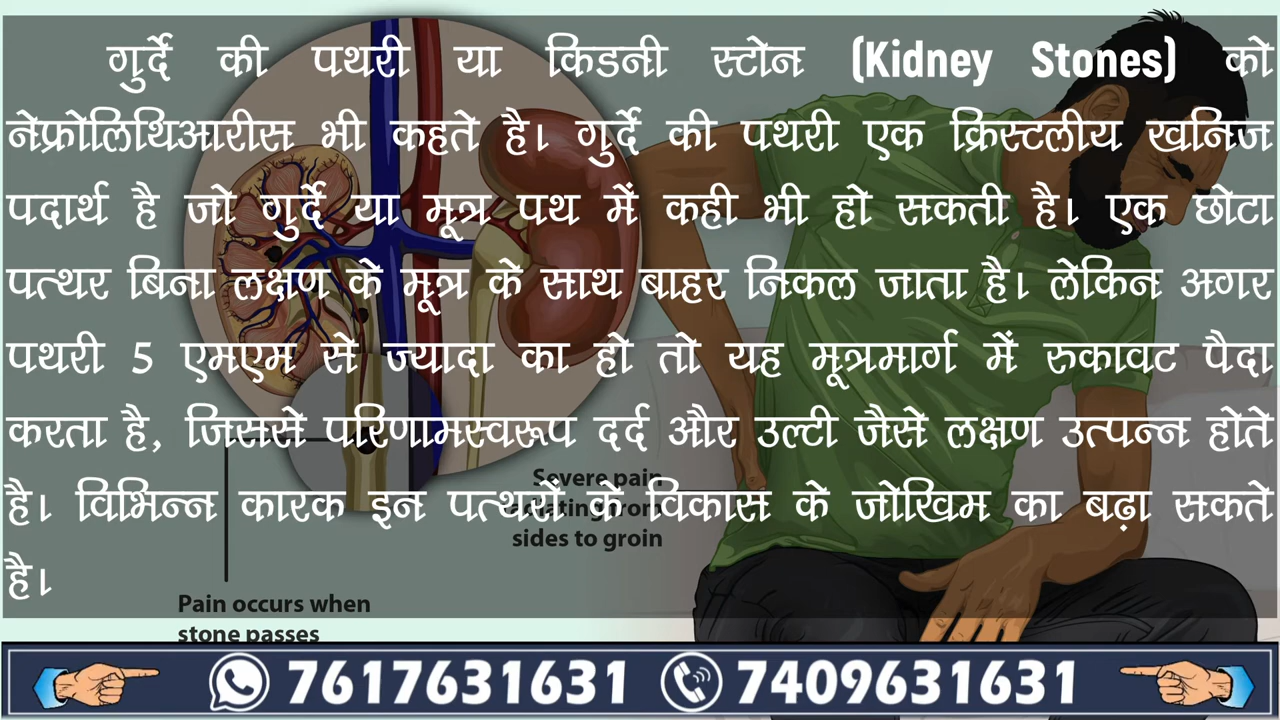 गुर्दे की पथरी या किडनी स्टोन (Kidney Stones) को
नेफ्रोलिथिआरीस भी कहते है। गुर्दे की पथरी एक क्रिस्टलीय खनिज
पदार्थ है जो गुर्दे या मूत्र पथ में कही भी हो सकती है। एक छोटा
पत्थर बिना लक्षण के मूत्र के साथ बाहर निकल जाता है। लेकिन अगर
पथरी 5 एमएम से ज्यादा का हो तो यह मूत्रमार्ग में रुकावट पैदा
करता है, जिससे परिणामस्वरूप दर्द और उल्टी जैसे लक्षण उत्पन्न होते
है। विभिन्न कारक इन पत्थरों के विकास के जोखिम का बढ़ा सकते
है।
Severe pain
radiating from
sides to groin
Pain occurs when
stone passes
7617631631 7409631631